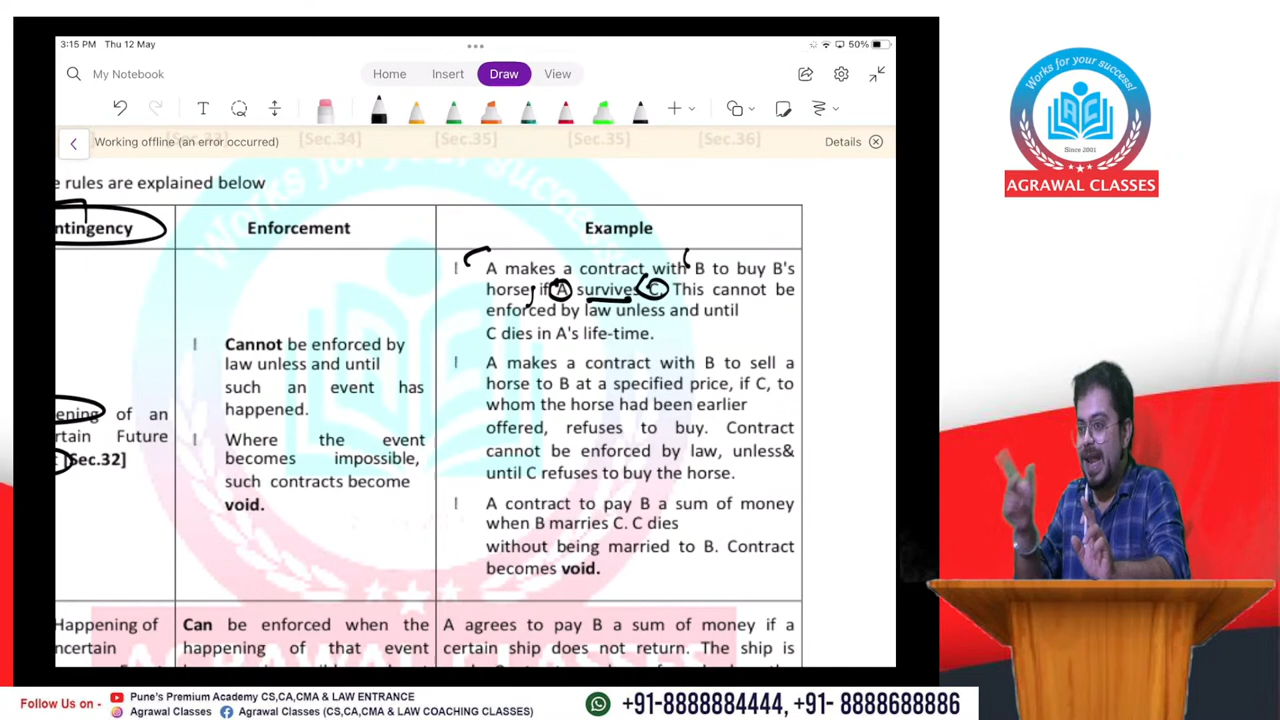 3:15 PM Thu 12 May
50%
My Notebook
Home Insert Draw View
[Sec.34] [Sec.35] [Sec.36]
Working offline (an error occurred)
Details
e rules are explained below
ntingency
Enforcement
Example
ening of an
rtain Future
[Sec.32]
Cannot be enforced by
law unless and until
such an event has
happened.
Where the event
becomes impossible,
such contracts become
void.
A makes a contract with B to buy B's
horse if A survives C. This cannot be
enforced by law unless and until
C dies in A's life-time.
A makes a contract with B to sell a
horse to B at a specified price, if C, to
whom the horse had been earlier
offered, refuses to buy. Contract
cannot be enforced by law, unless&
until C refuses to buy the horse.
A contract to pay B a sum of money
when B marries C. C dies
without being married to B. Contract
becomes void.
Happening of
ncertain
Can be enforced when the
happening of that event
A agrees to pay B a sum of money if a
certain ship does not return. The ship is
Works for your success!
AC
Since 2001
AGRAWAL CLASSES
Follow Us on -
Pune's Premium Academy CS,CA,CMA & LAW ENTRANCE
Agrawal Classes
Agrawal Classes (CS,CA,CMA & LAW COACHING CLASSES)
+91-8888884444, +91- 8888688886